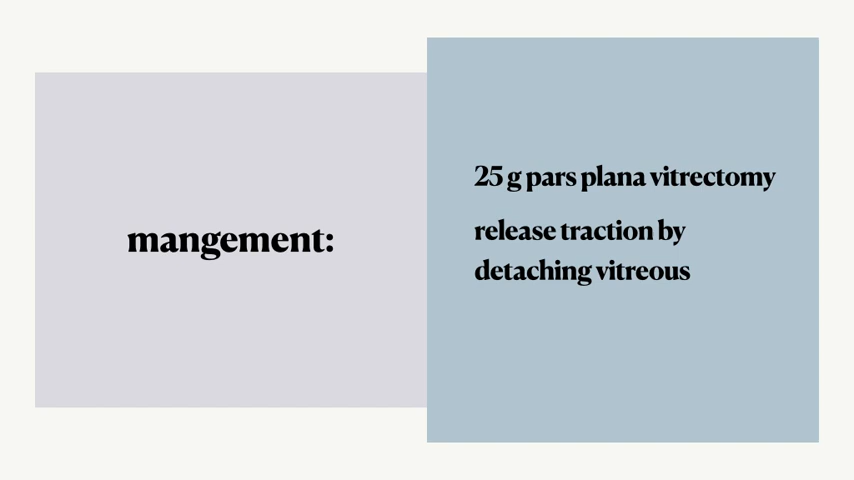 mangement:
25 g pars plana vitrectomy
release traction by
detaching vitreous